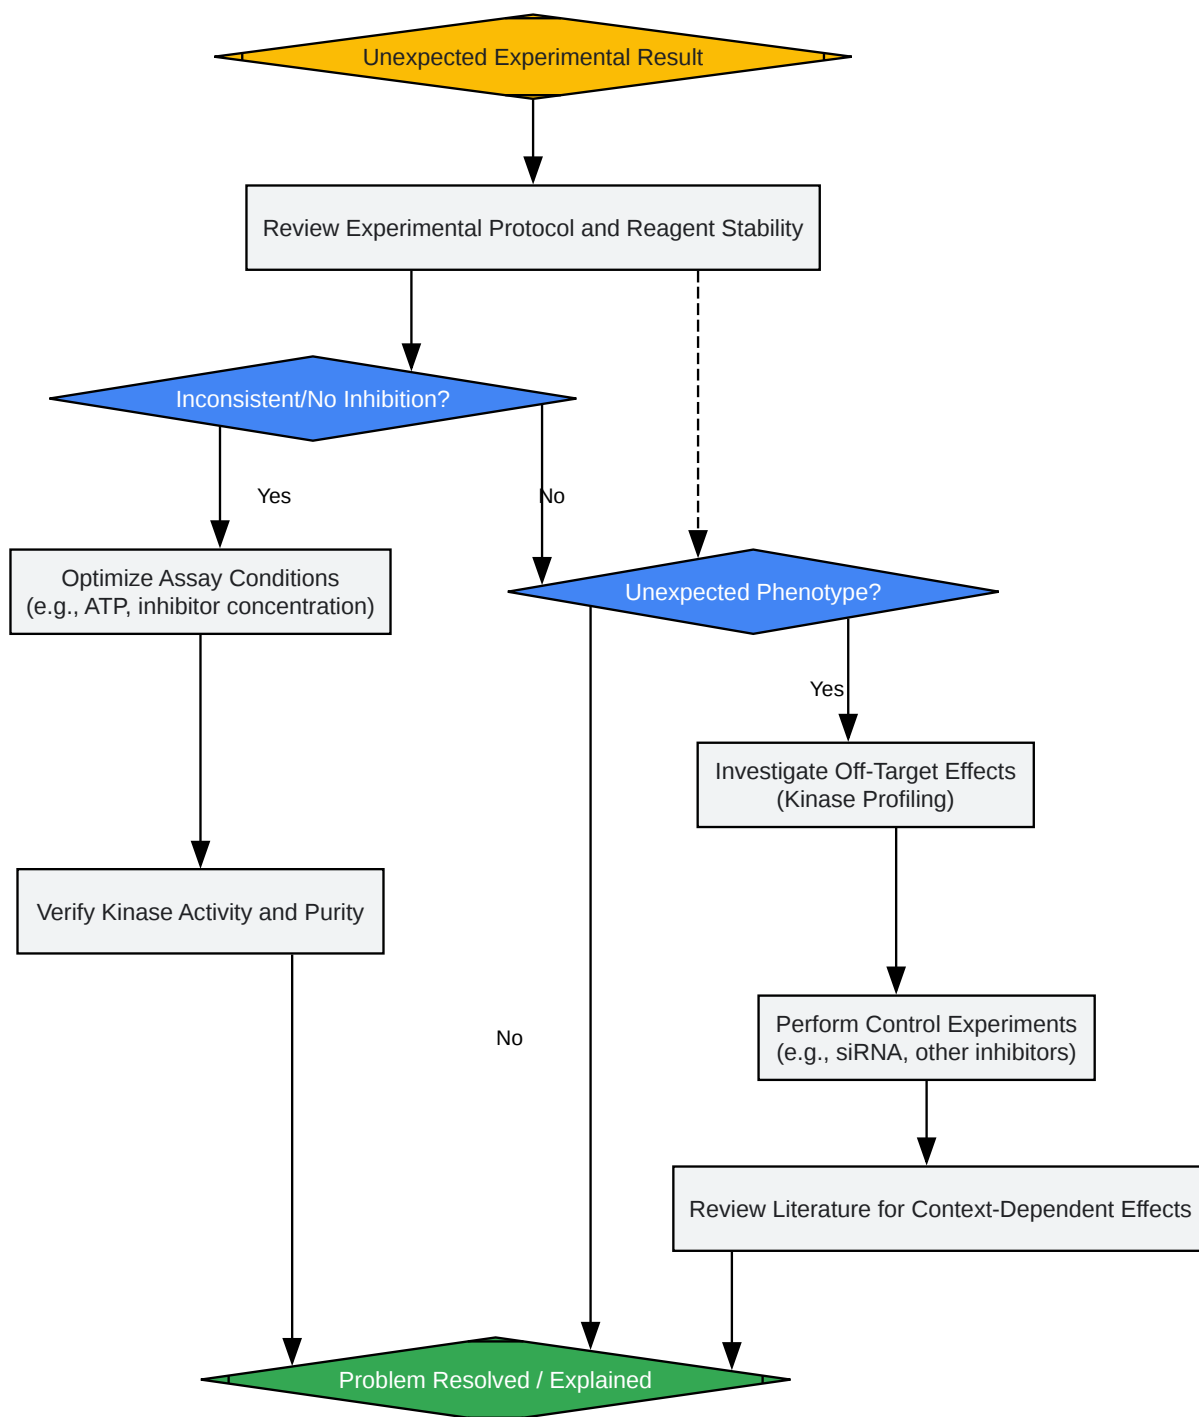 Unexpected Experimental Result
Review Experimental Protocol and Reagent Stability
Inconsistent/No Inhibition?
Yes
No
Optimize Assay Conditions
(e.g., ATP, inhibitor concentration)
Unexpected Phenotype?
Yes
Investigate Off-Target Effects
(Kinase Profiling)
Verify Kinase Activity and Purity
No
Perform Control Experiments
(e.g., siRNA, other inhibitors)
Review Literature for Context-Dependent Effects
Problem Resolved / Explained